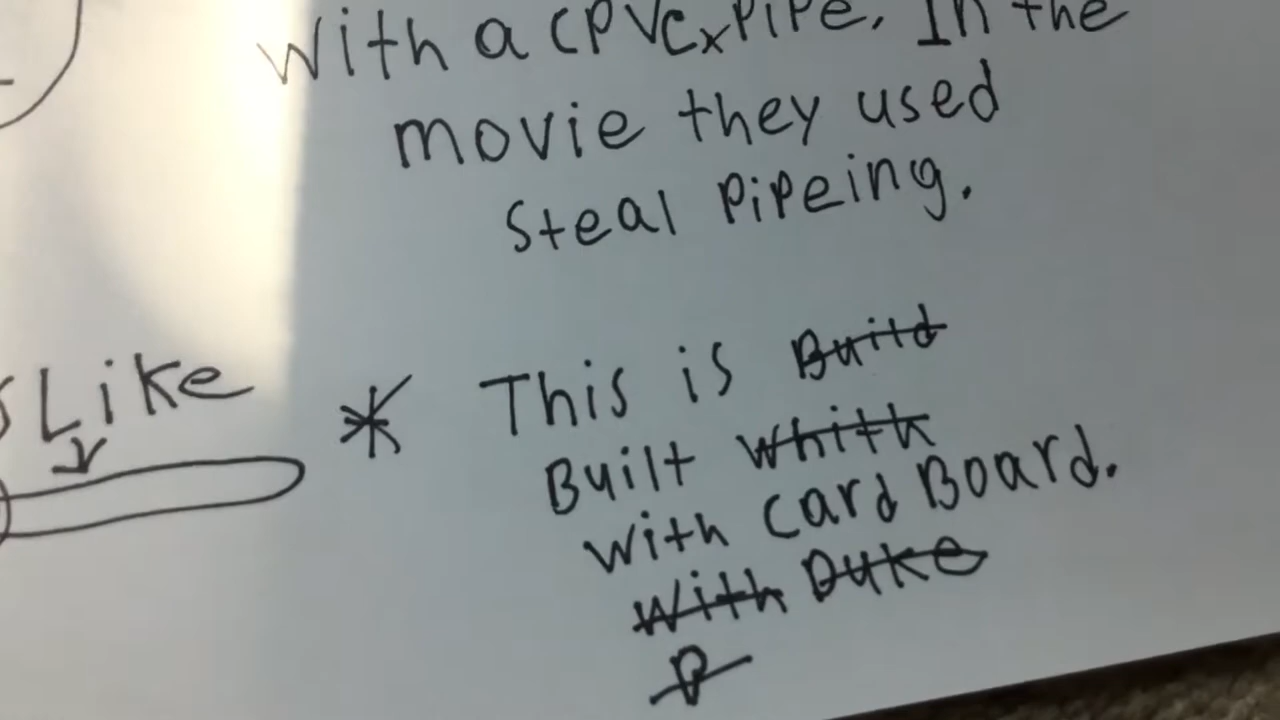 with a CPVCx PIPe. In the
movie they used
steal Pipeing.
Like
* This is Build
Built whith
with card Board.
with Duke
P